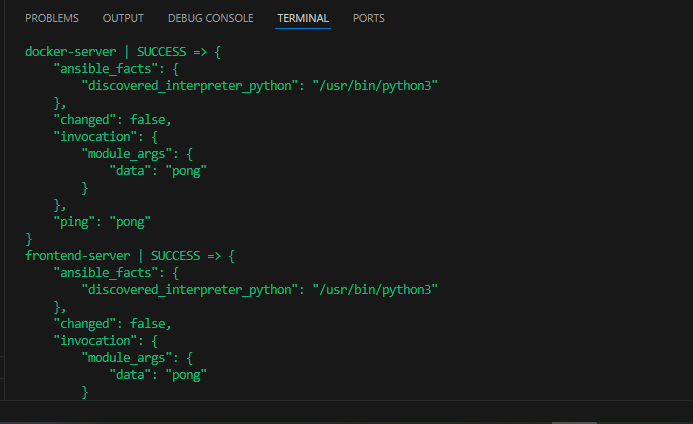 PROBLEMS OUTPUT DEBUG CONSOLE TERMINAL PORTS
docker-server | SUCCESS => {
    "ansible_facts": {
        "discovered_interpreter_python": "/usr/bin/python3"
    },
    "changed": false,
    "invocation": {
        "module_args": {
            "data": "pong"
        }
    },
    "ping": "pong"
}
frontend-server | SUCCESS => {
    "ansible_facts": {
        "discovered_interpreter_python": "/usr/bin/python3"
    },
    "changed": false,
    "invocation": {
        "module_args": {
            "data": "pong"
        }